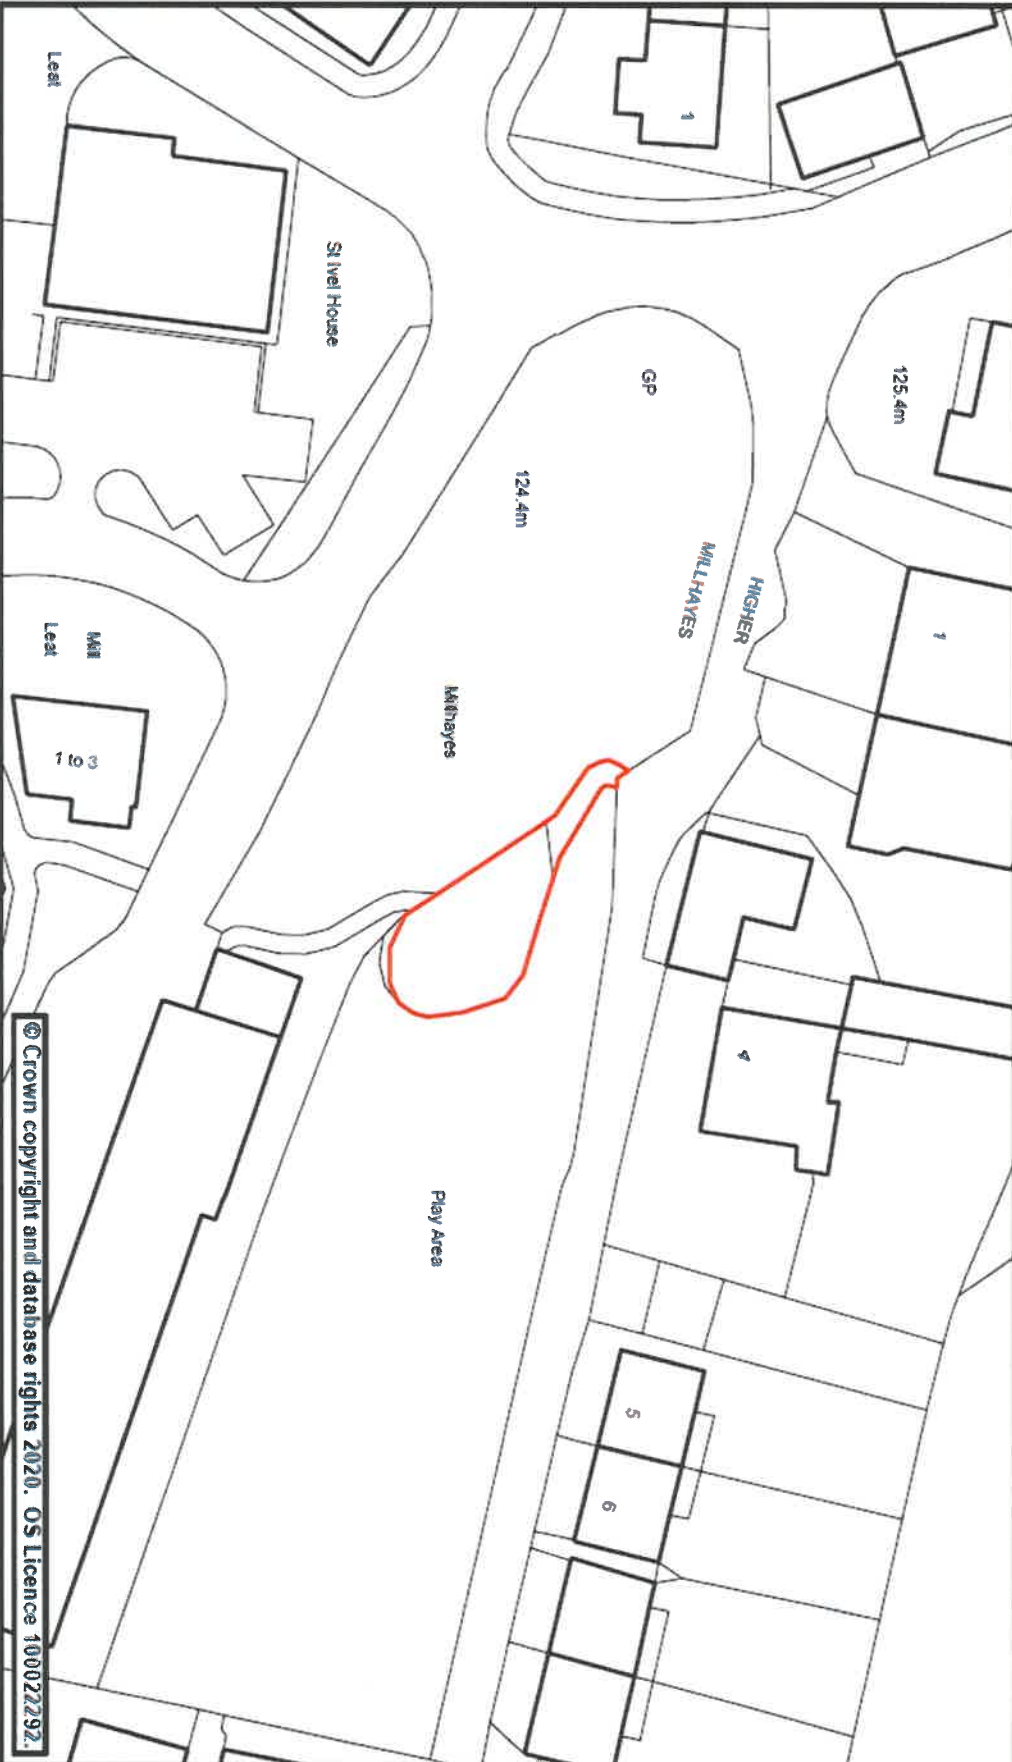 1
125.4m
GP
St Ivel House
Leat
124.4m
HIGHER
MILLHAYES
1
Millhayes
Mill
Leat
1 to 3
4
Play Area
5
6
© Crown copyright and database rights 2020. OS Licence 100022292.